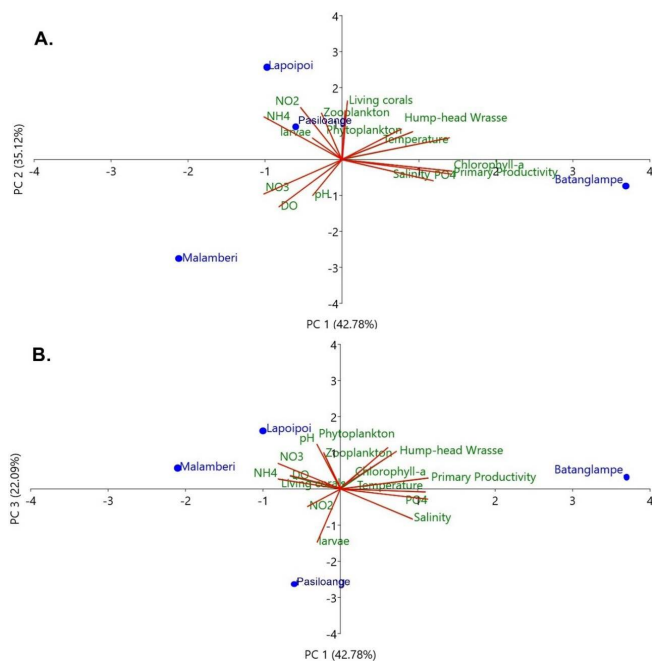 A.
4
Lapoipoi
3
2
NO2
Living corals
Zooplankton
NH4
Pasiloange
1
Hump-head Wrasse
larvae
Phytoplankton
Temperature
PC 2 (35.12%)
-4
-3
-2
-1
1
2
3
4
Chlorophyll-a
Salinity
PO4
Primary Productivity
Batanglampe
NO3
pH
-1
DO
-2
Malamberi
-3
-4
PC 1 (42.78%)
B.
4
3
2
Lapoipoi
pH
Phytoplankton
NO3
Zooplankton
1
Hump-head Wrasse
Malamberi
NH4
DO
Chlorophyll-a
Primary Productivity
Batanglampe
Living corals
Temperature
PC 3 (22.09%)
-4
-3
-2
-1
1
2
3
4
NO2
PO4
Salinity
-1
larvae
-2
Pasiloange
-3
-4
PC 1 (42.78%)